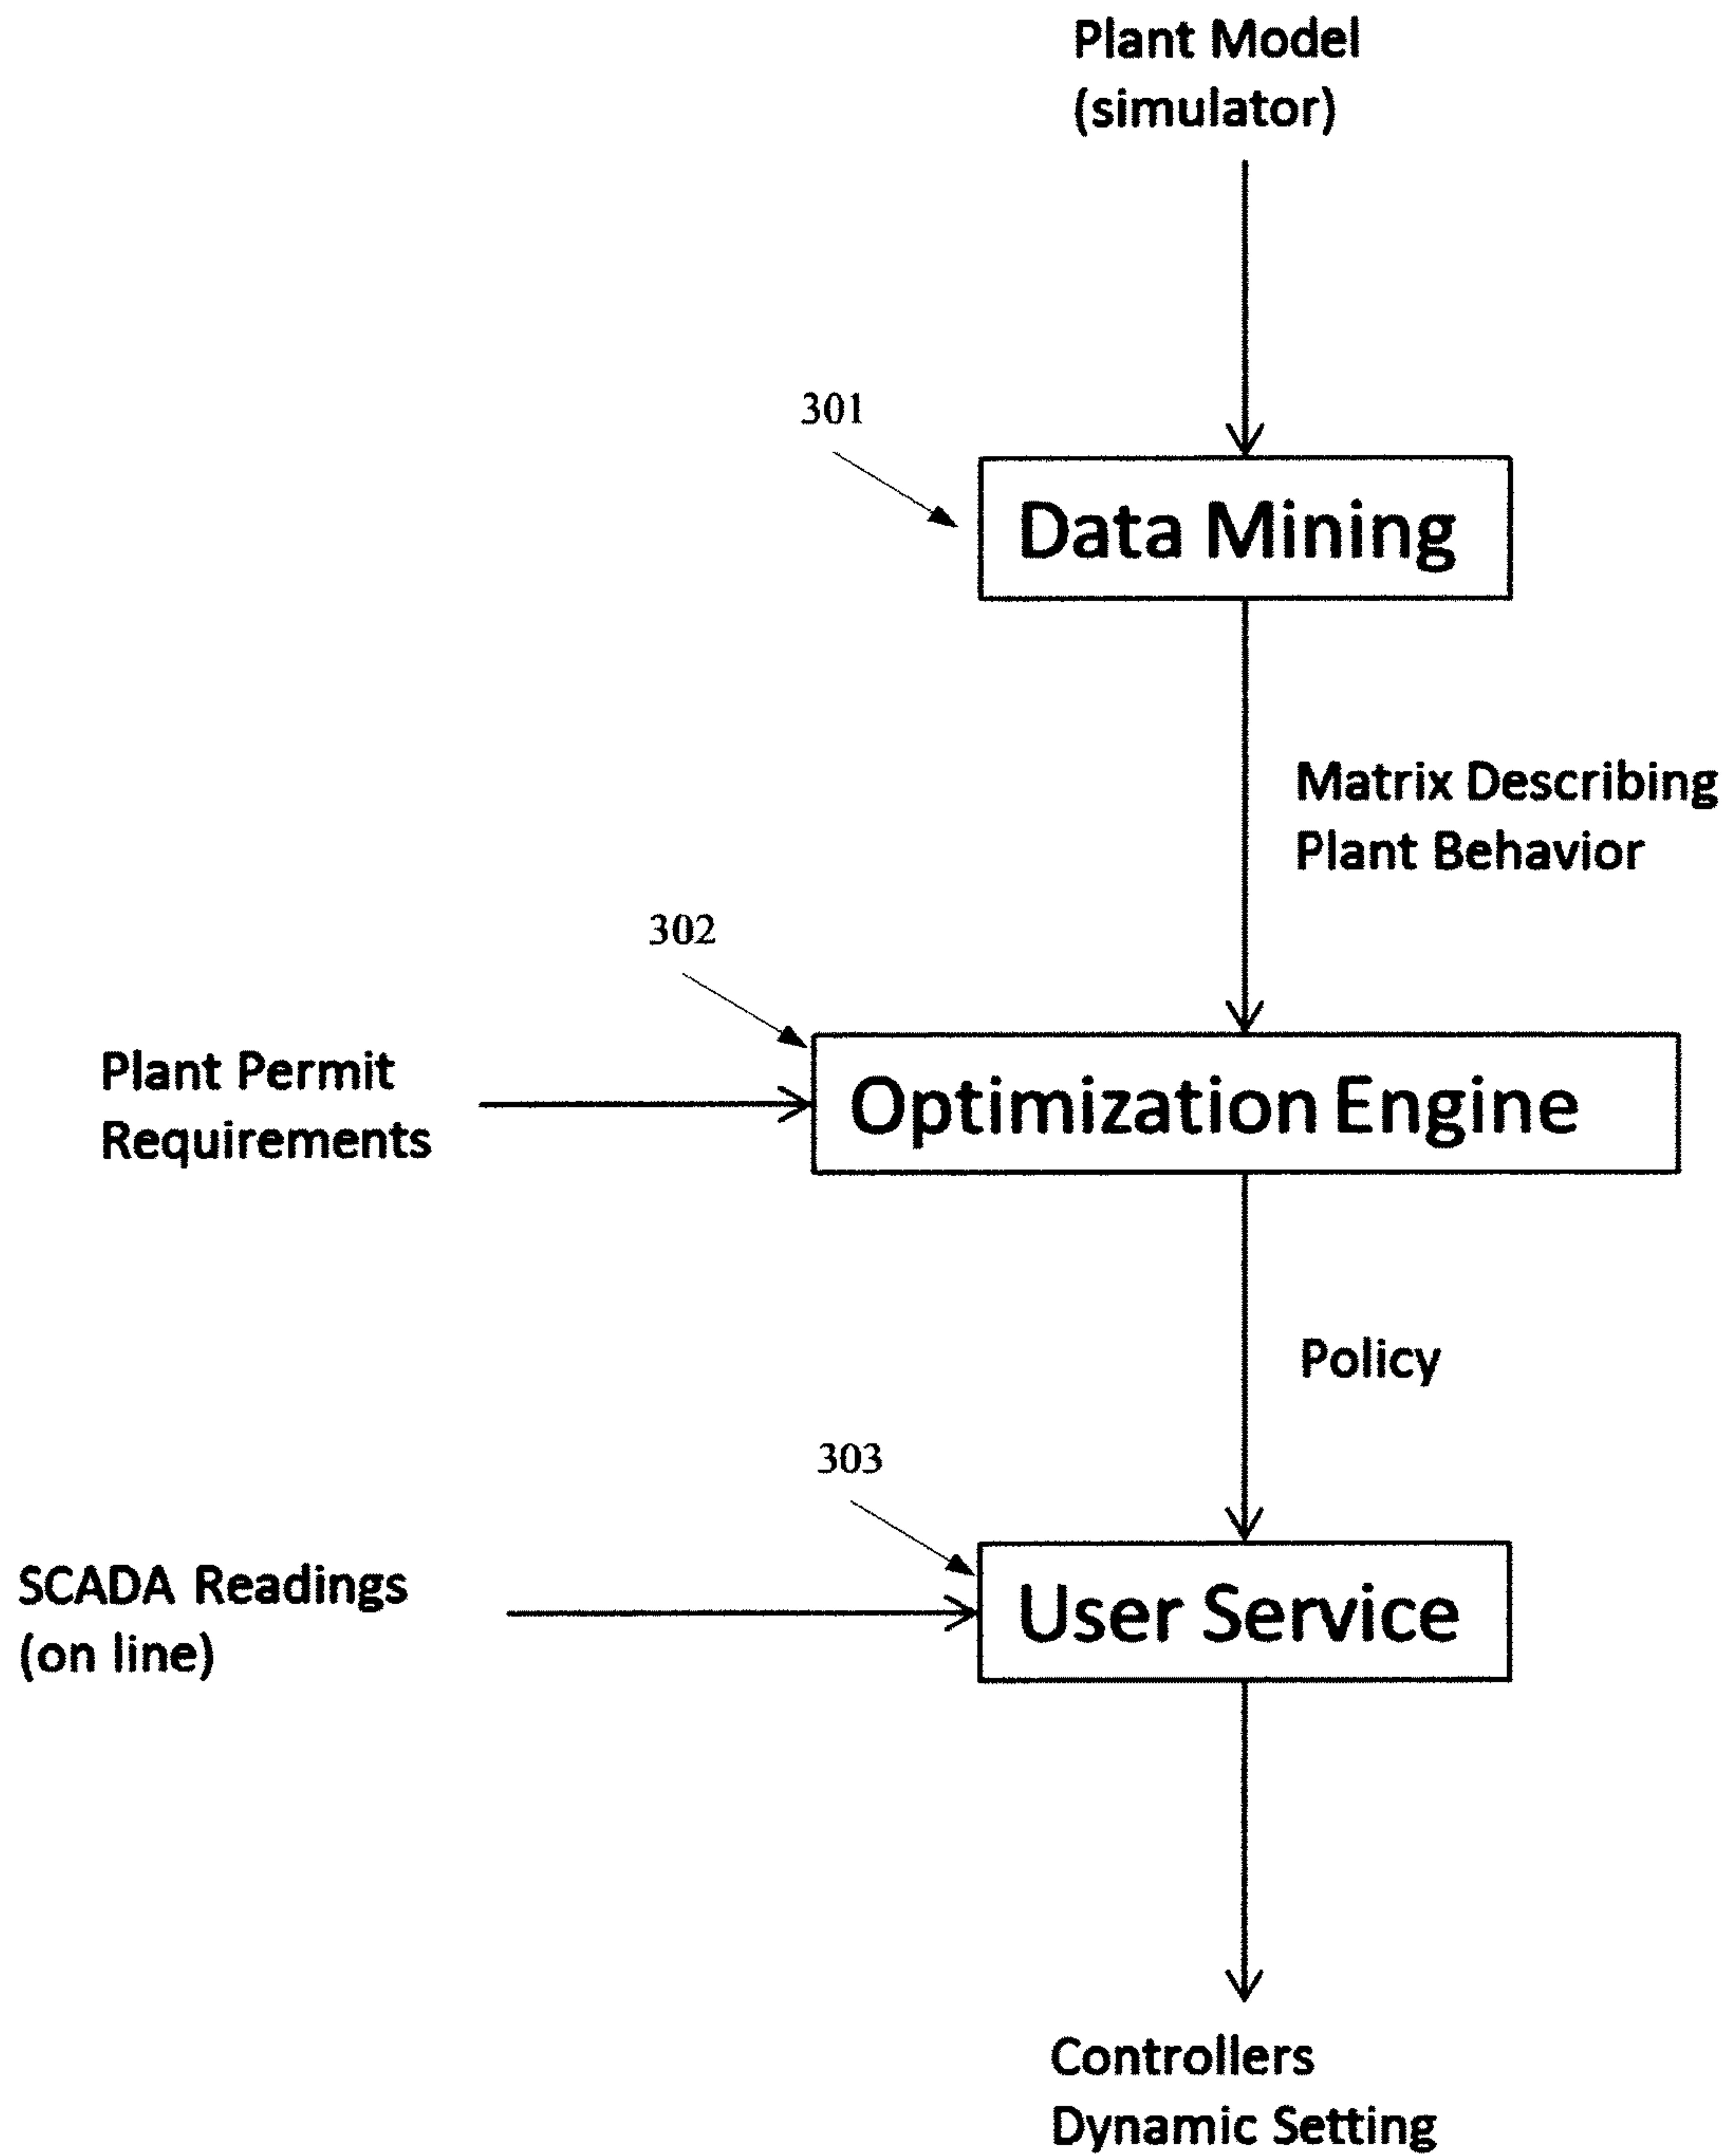 Plant Model
(simulator)
301
Data Mining
Matrix Describing
Plant Behavior
302
Plant Permit
Requirements
Optimization Engine
Policy
303
SCADA Readings
(on line)
User Service
Controllers
Dynamic Setting